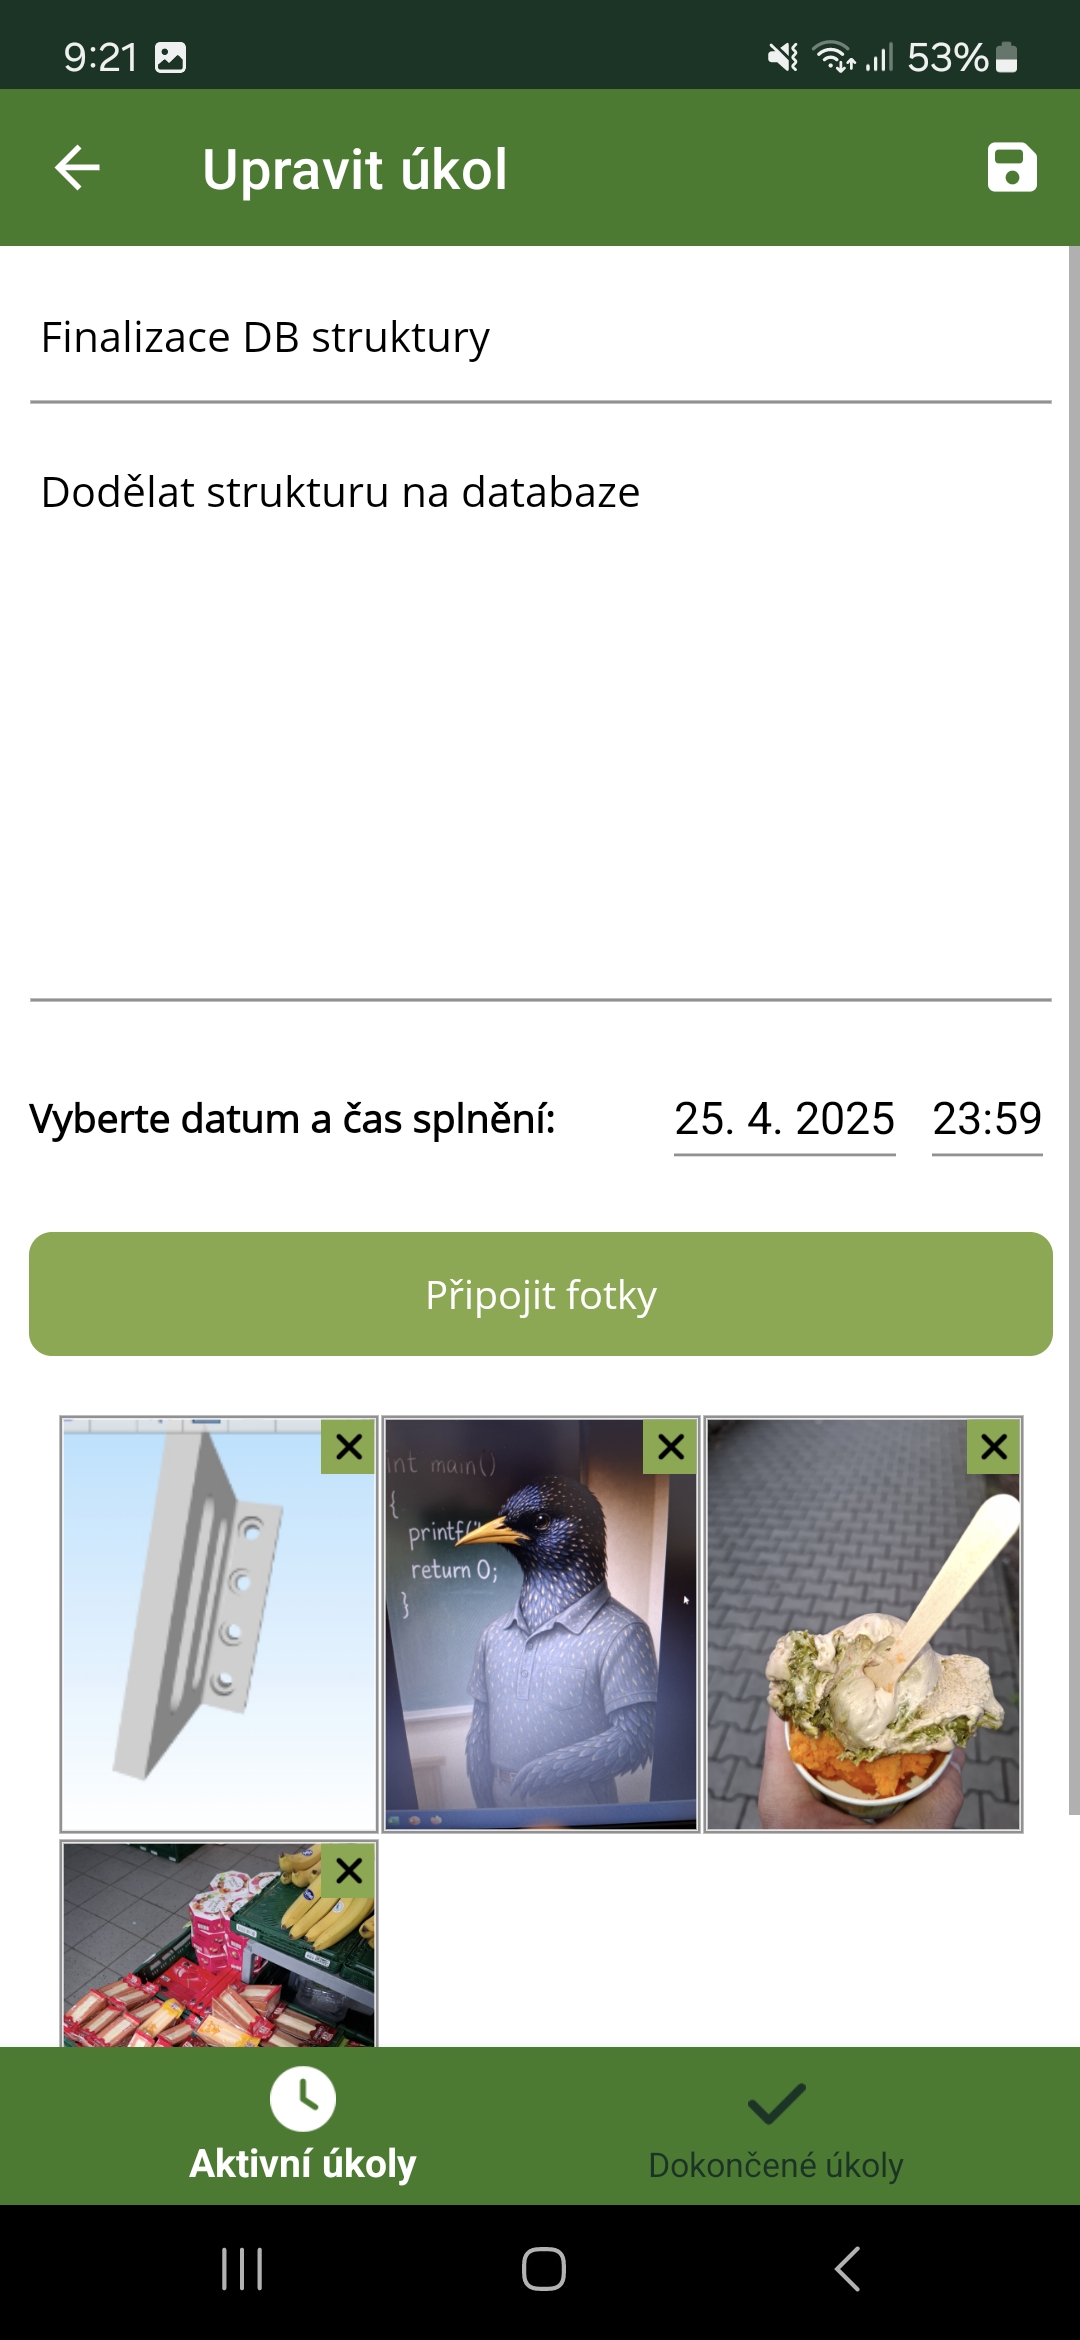 9:21
53%
Upravit úkol
Finalizace DB struktury
Dodělat strukturu na databaze
Vyberte datum a čas splnění: 25. 4. 2025 23:59
Připojit fotky
int main()
{
printf("
return 0;
}
Aktivní úkoly
Dokončené úkoly